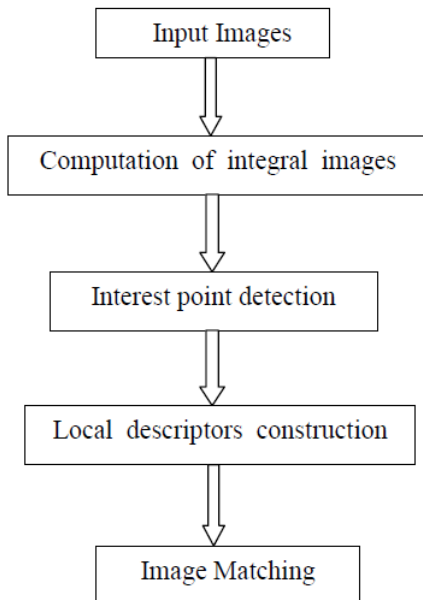 Input Images
Computation of integral images
Interest point detection
Local descriptors construction
Image Matching